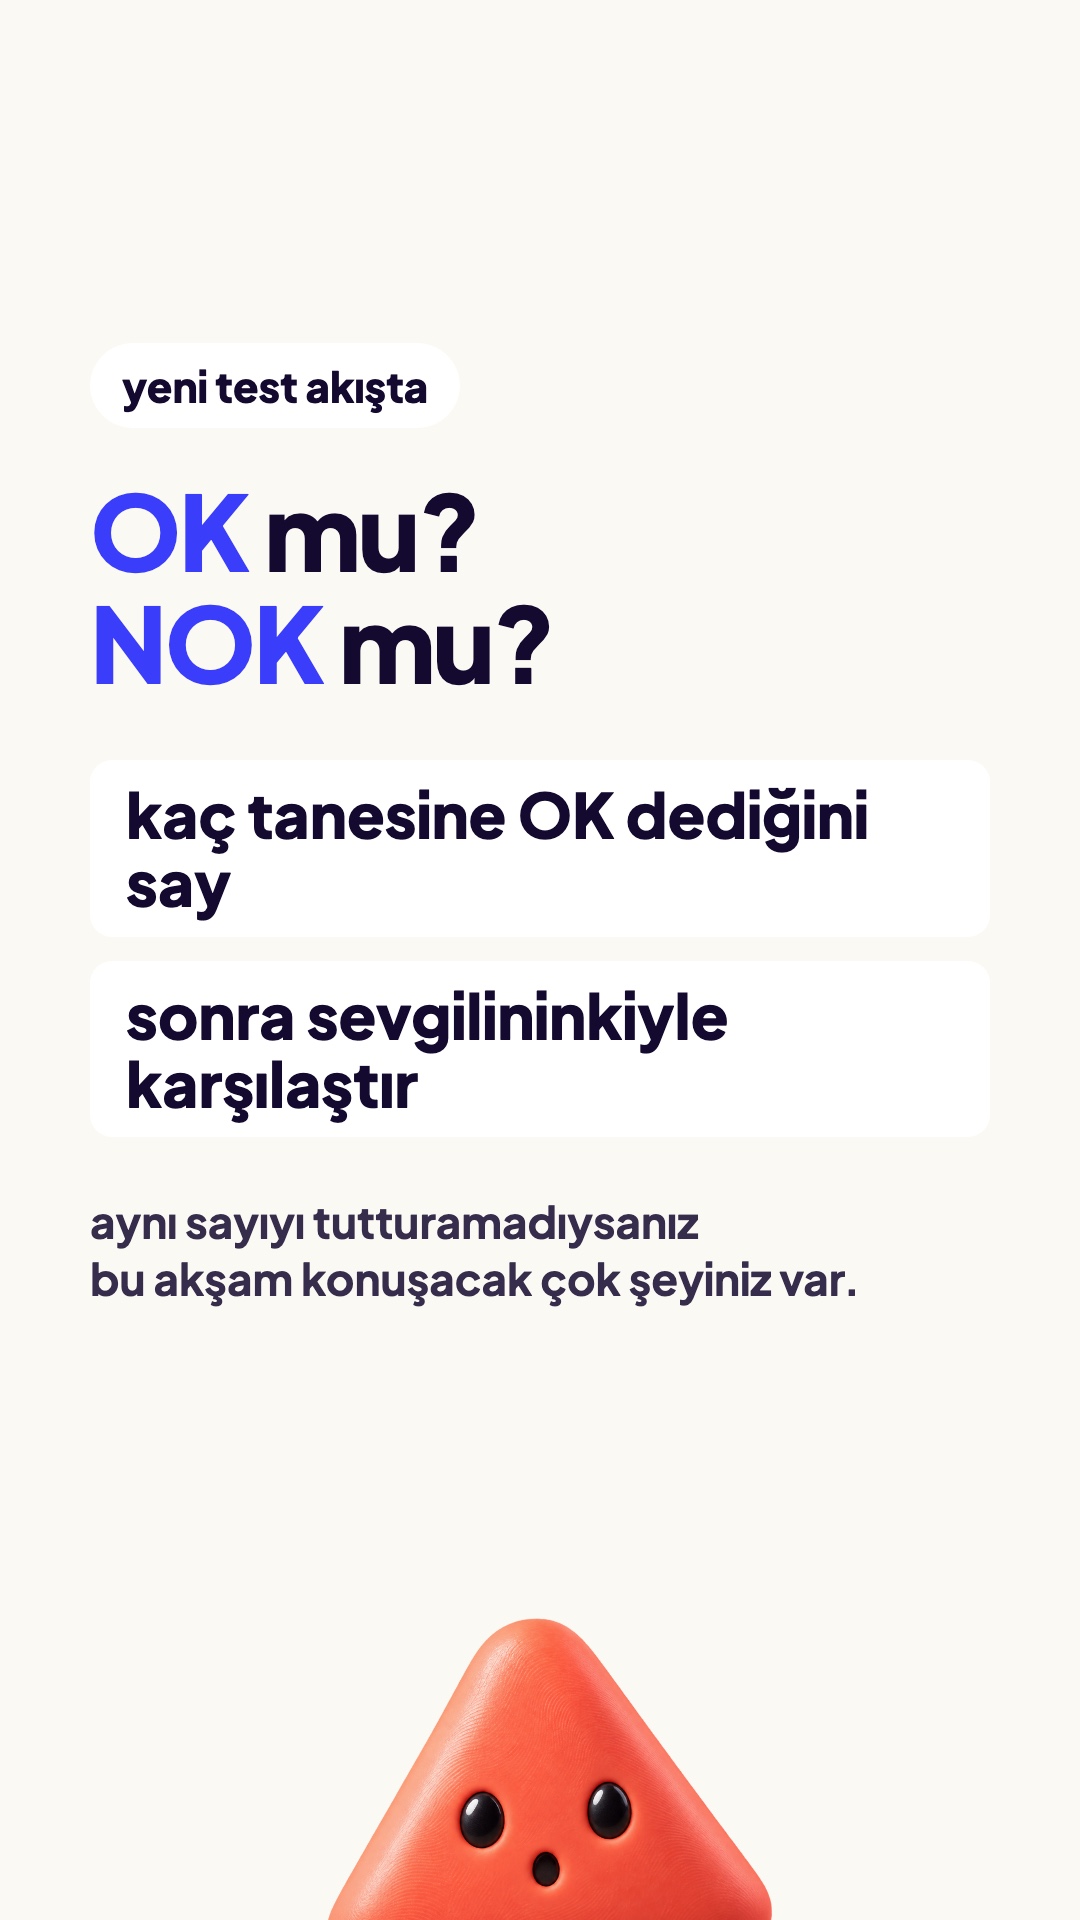 yeni test akışta
OK mu?
NOK mu?
kaç tanesine OK dediğini
say
sonra sevgilininkiyle
karşılaştır
aynı sayıyı tutturamadıysanız
bu akşam konuşacak çok şeyiniz var.